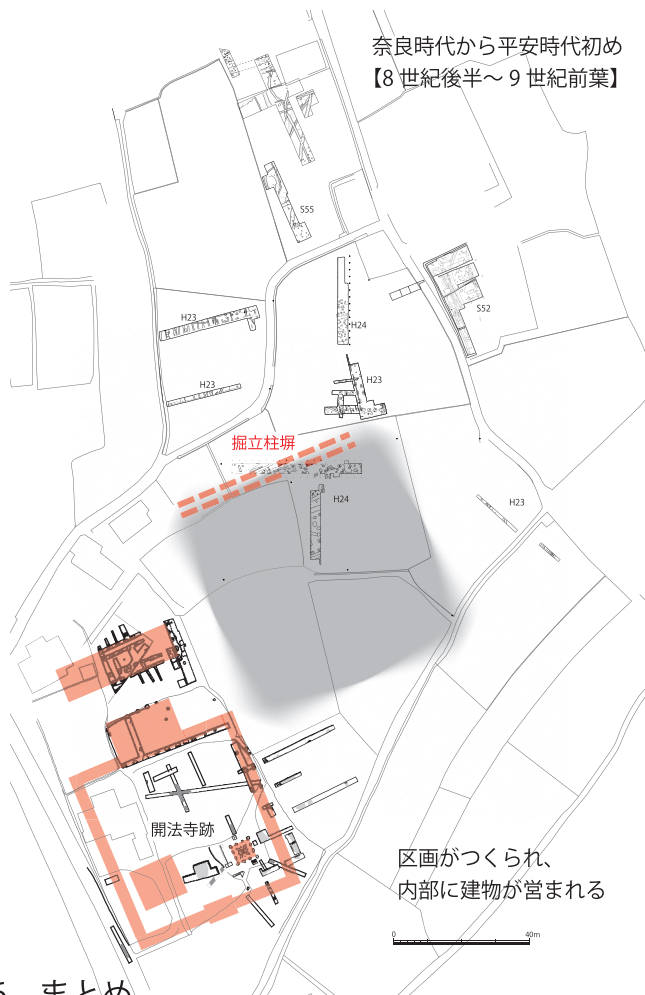 奈良時代から平安時代初め
【8世紀後半～9世紀前葉】
S55
S52
H23
H24
H23
H23
掘立柱塀
H24
H23
開法寺跡
区画がつくられ、
内部に建物が営まれる
0 40m
まとめ